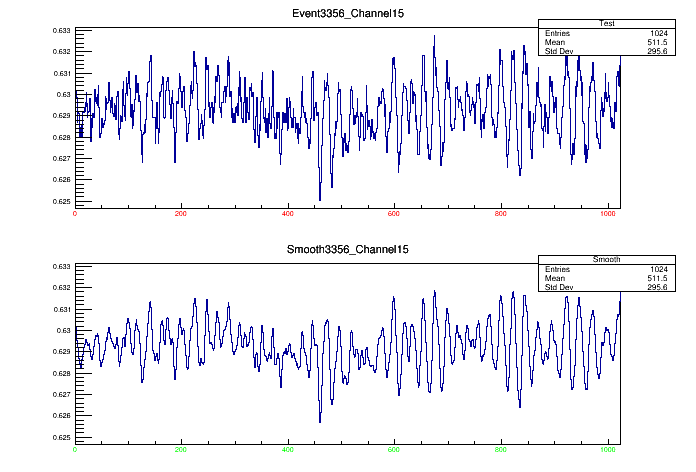 Event3356_Channel15
Test
Entries 1024
Mean 511.5
Std Dev 295.6
0.633
0.632
0.631
0.63
0.629
0.628
0.627
0.626
0.625
0 200 400 600 800 1000
Smooth3356_Channel15
Smooth
Entries 1024
Mean 511.5
Std Dev 295.6
0.633
0.632
0.631
0.63
0.629
0.628
0.627
0.626
0.625
0 200 400 600 800 1000